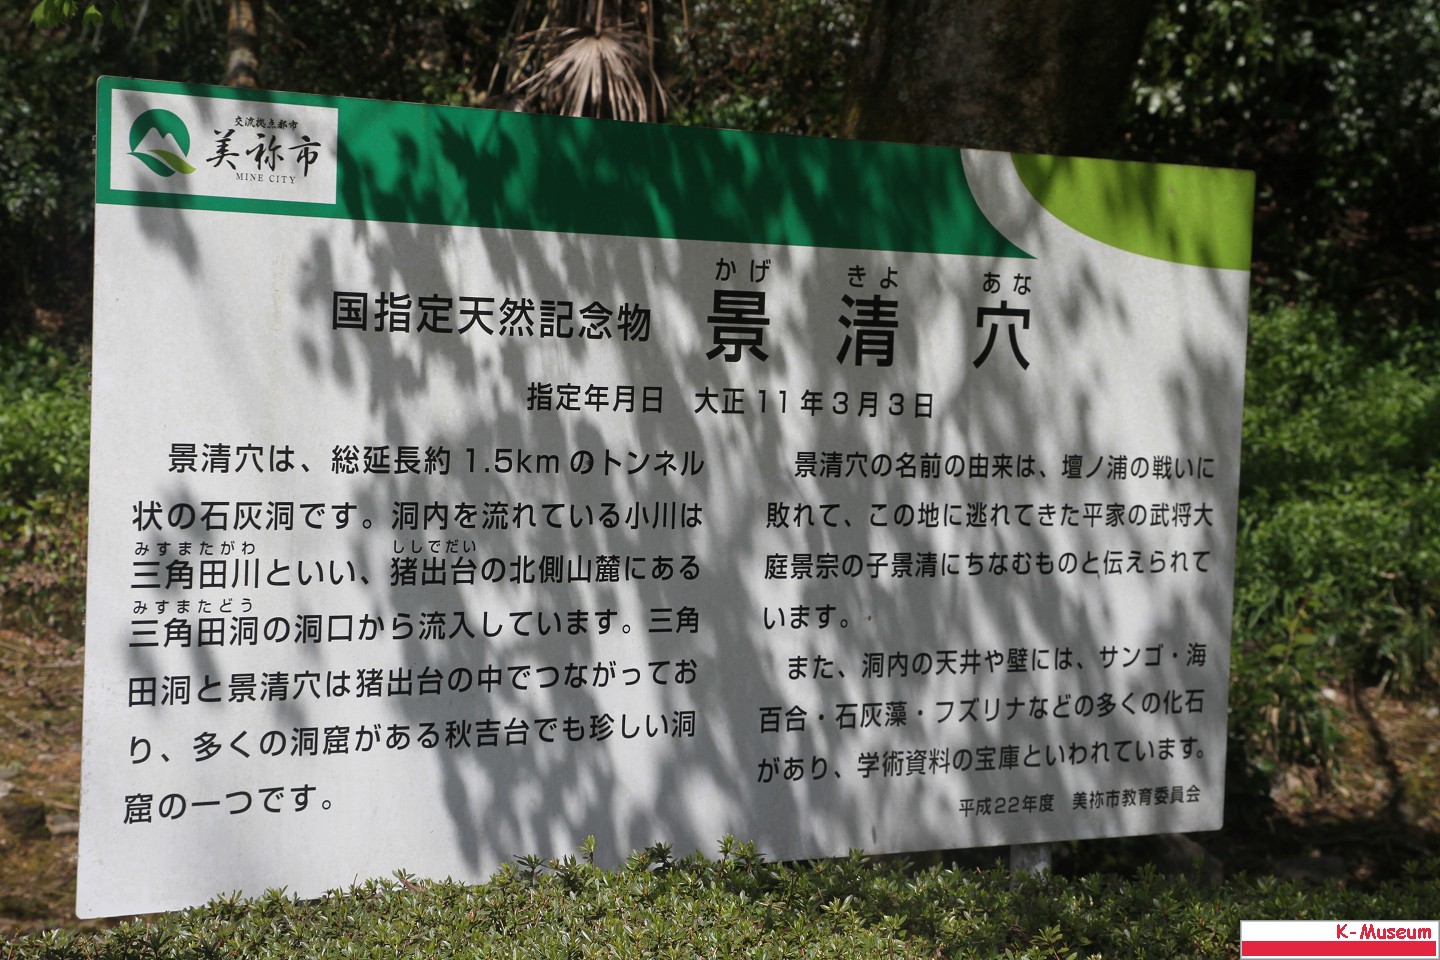 交流拠点都市
美祢市
MINE CITY
かげ きよ あな
国指定天然記念物 景清穴
指定年月日 大正11年3月3日
景清穴は、総延長約1.5kmのトンネル
状の石灰洞です。洞内を流れている小川は
みすまたがわ ししでだい
三角田川といい、猪出台の北側山麓にある
みすまたどう
三角田洞の洞口から流入しています。三角
田洞と景清穴は猪出台の中でつながってお
り、多くの洞窟がある秋吉台でも珍しい洞
窟の一つです。
景清穴の名前の由来は、壇ノ浦の戦いに
敗れて、この地に逃れてきた平家の武将大
庭景宗の子景清にちなむものと伝えられて
います。
また、洞内の天井や壁には、サンゴ・海
百合・石灰藻・フズリナなどの多くの化石
があり、学術資料の宝庫といわれています。
平成22年度 美祢市教育委員会
K-Museum